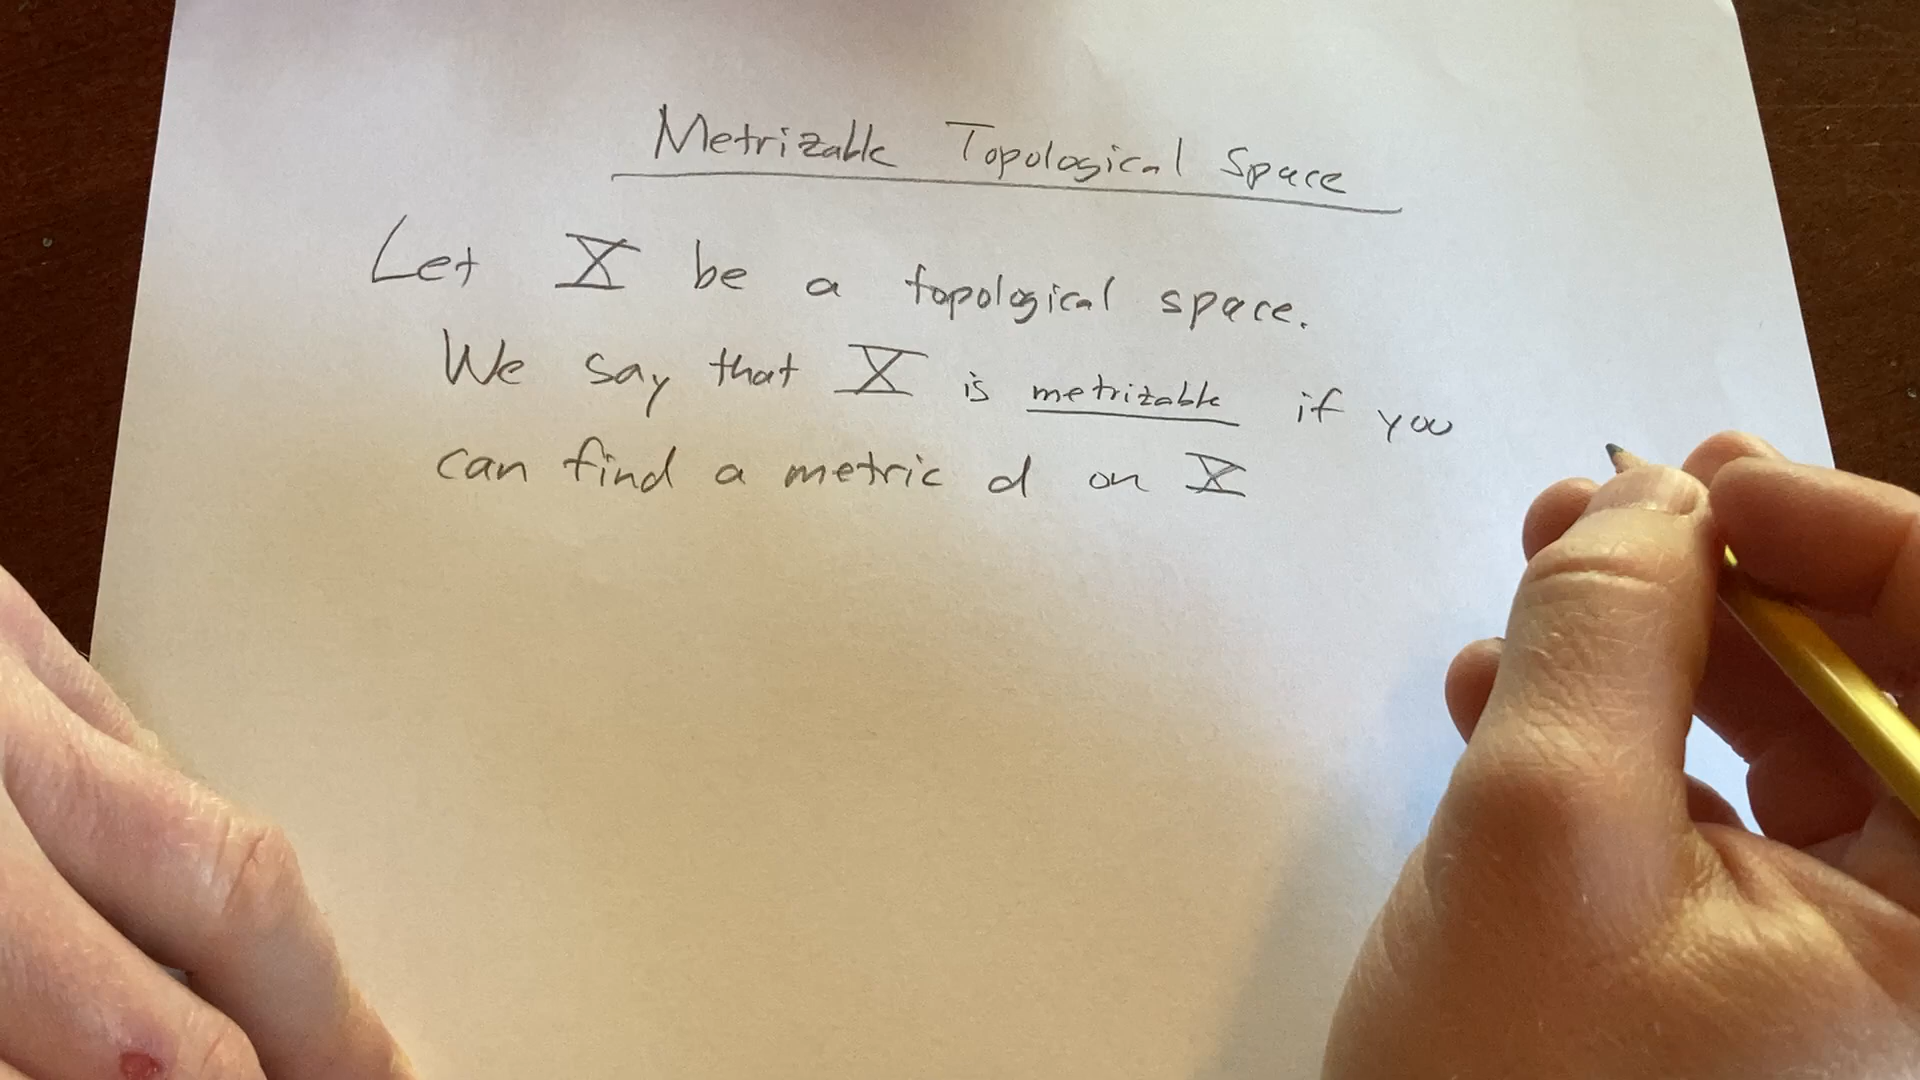 Metrizable Topological Space
Let X be a topological space.
We say that X is metrizable if you
can find a metric d on X